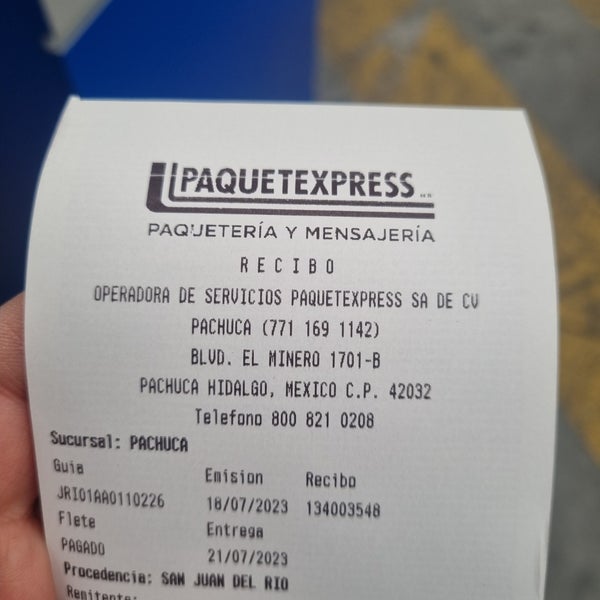 PAQUETEXPRESS
PAQUETERÍA Y MENSAJERÍA
RECIBO
OPERADORA DE SERVICIOS PAQUETEXPRESS SA DE CV
PACHUCA (771 169 1142)
BLVD. EL MINERO 1701-B
PACHUCA HIDALGO, MEXICO C.P. 42032
Telefono 800 821 0208
Sucursal: PACHUCA
Guia Emision Recibo
JRI01AA0110226 18/07/2023 134003548
Flete Entrega
PAGADO 21/07/2023
Procedencia: SAN JUAN DEL RIO
Remitente: